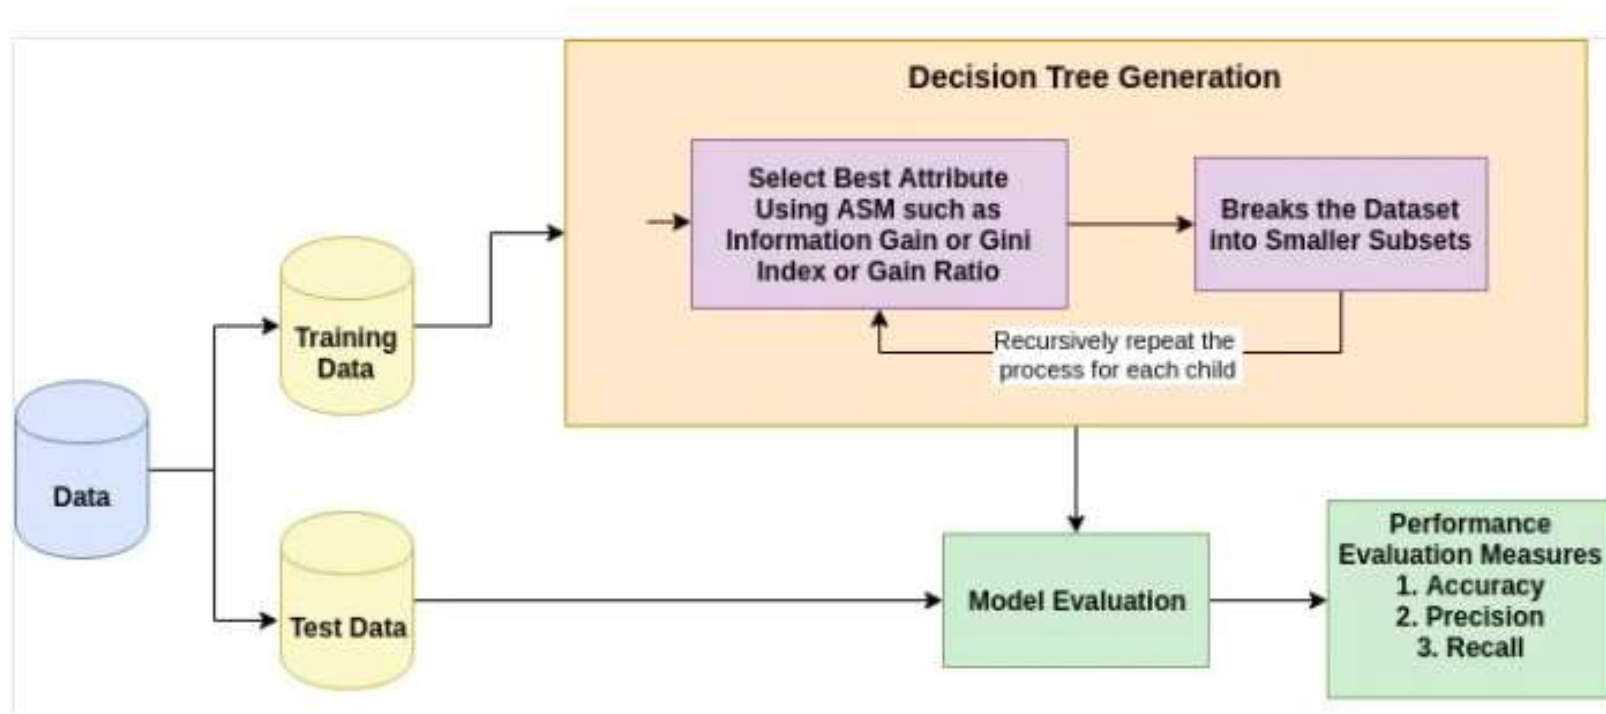 Decision Tree Generation
Select Best Attribute
Using ASM such as
Information Gain or Gini
Index or Gain Ratio
Breaks the Dataset
into Smaller Subsets
Recursively repeat the
process for each child
Training
Data
Data
Test Data
Model Evaluation
Performance
Evaluation Measures
1. Accuracy
2. Precision
3. Recall